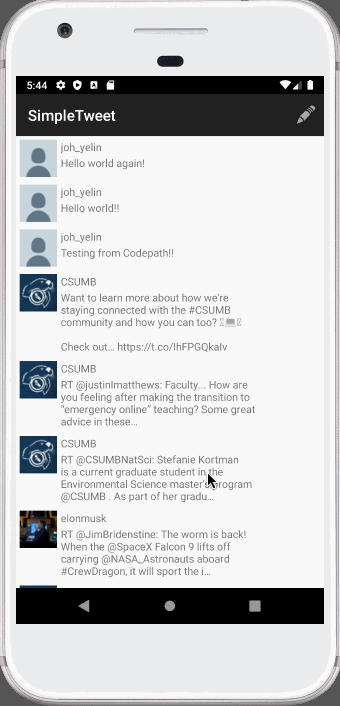 5:44
SimpleTweet
joh_yelin
Hello world again!
joh_yelin
Hello world!!
joh_yelin
Testing from Codepath!!
CSUMB
Want to learn more about how we're
staying connected with the #CSUMB
community and how you can too?
Check out… https://t.co/IhFPGQkaIv
CSUMB
RT @justinlmatthews: Faculty... How are
you feeling after making the transition to
"emergency online" teaching? Some great
advice in these…
CSUMB
RT @CSUMBNatSci: Stefanie Kortman
is a current graduate student in the
Environmental Science master's program
@CSUMB . As part of her gradu…
elonmusk
RT @JimBridenstine: The worm is back!
When the @SpaceX Falcon 9 lifts off
carrying @NASA_Astronauts aboard
#CrewDragon, it will sport the i…